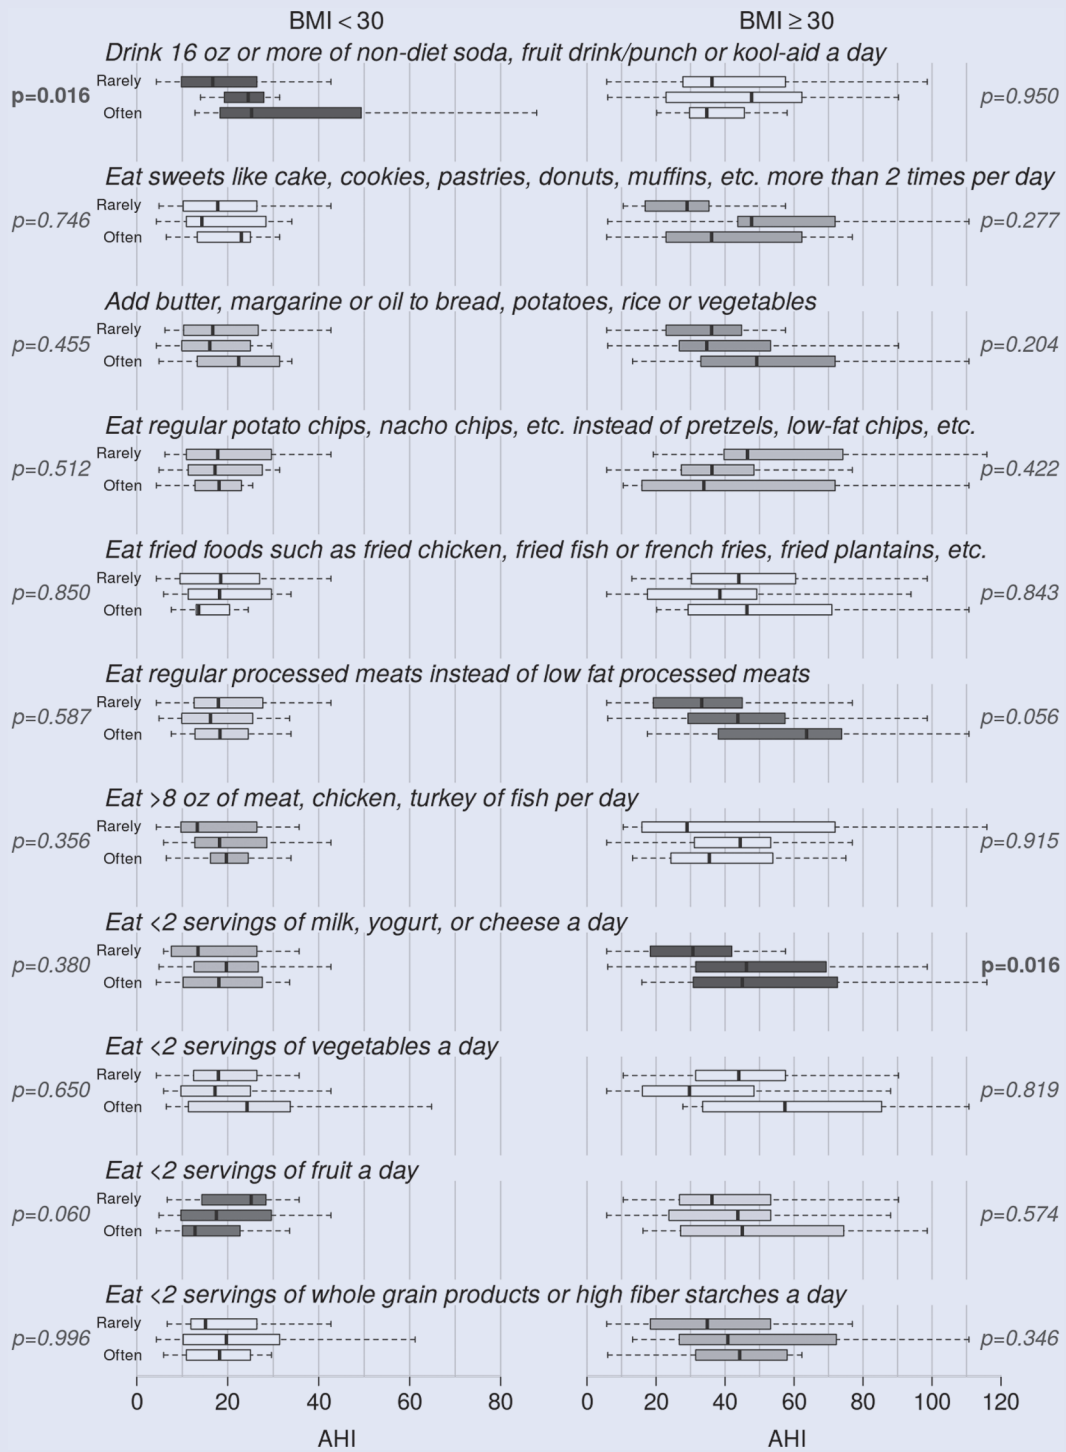 BMI < 30 BMI ≥ 30
Drink 16 oz or more of non-diet soda, fruit drink/punch or kool-aid a day
Rarely
p=0.016 p=0.950
Often
Eat sweets like cake, cookies, pastries, donuts, muffins, etc. more than 2 times per day
Rarely
p=0.746 p=0.277
Often
Add butter, margarine or oil to bread, potatoes, rice or vegetables
Rarely
p=0.455 p=0.204
Often
Eat regular potato chips, nacho chips, etc. instead of pretzels, low-fat chips, etc.
Rarely
p=0.512 p=0.422
Often
Eat fried foods such as fried chicken, fried fish or french fries, fried plantains, etc.
Rarely
p=0.850 p=0.843
Often
Eat regular processed meats instead of low fat processed meats
Rarely
p=0.587 p=0.056
Often
Eat >8 oz of meat, chicken, turkey of fish per day
Rarely
p=0.356 p=0.915
Often
Eat <2 servings of milk, yogurt, or cheese a day
Rarely
p=0.380 p=0.016
Often
Eat <2 servings of vegetables a day
Rarely
p=0.650 p=0.819
Often
Eat <2 servings of fruit a day
Rarely
p=0.060 p=0.574
Often
Eat <2 servings of whole grain products or high fiber starches a day
Rarely
p=0.996 p=0.346
Often
0 20 40 60 80 0 20 40 60 80 100 120
AHI AHI